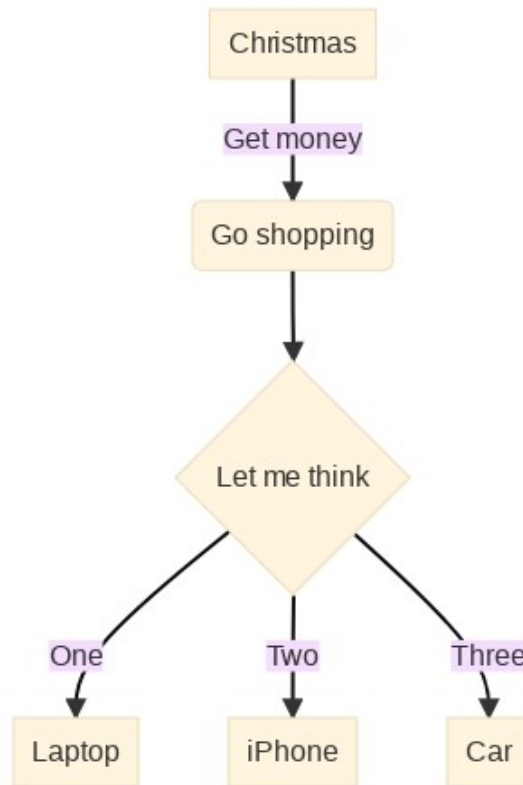 Christmas
Get money
Go shopping
Let me think
One
Two
Three
Laptop
iPhone
Car